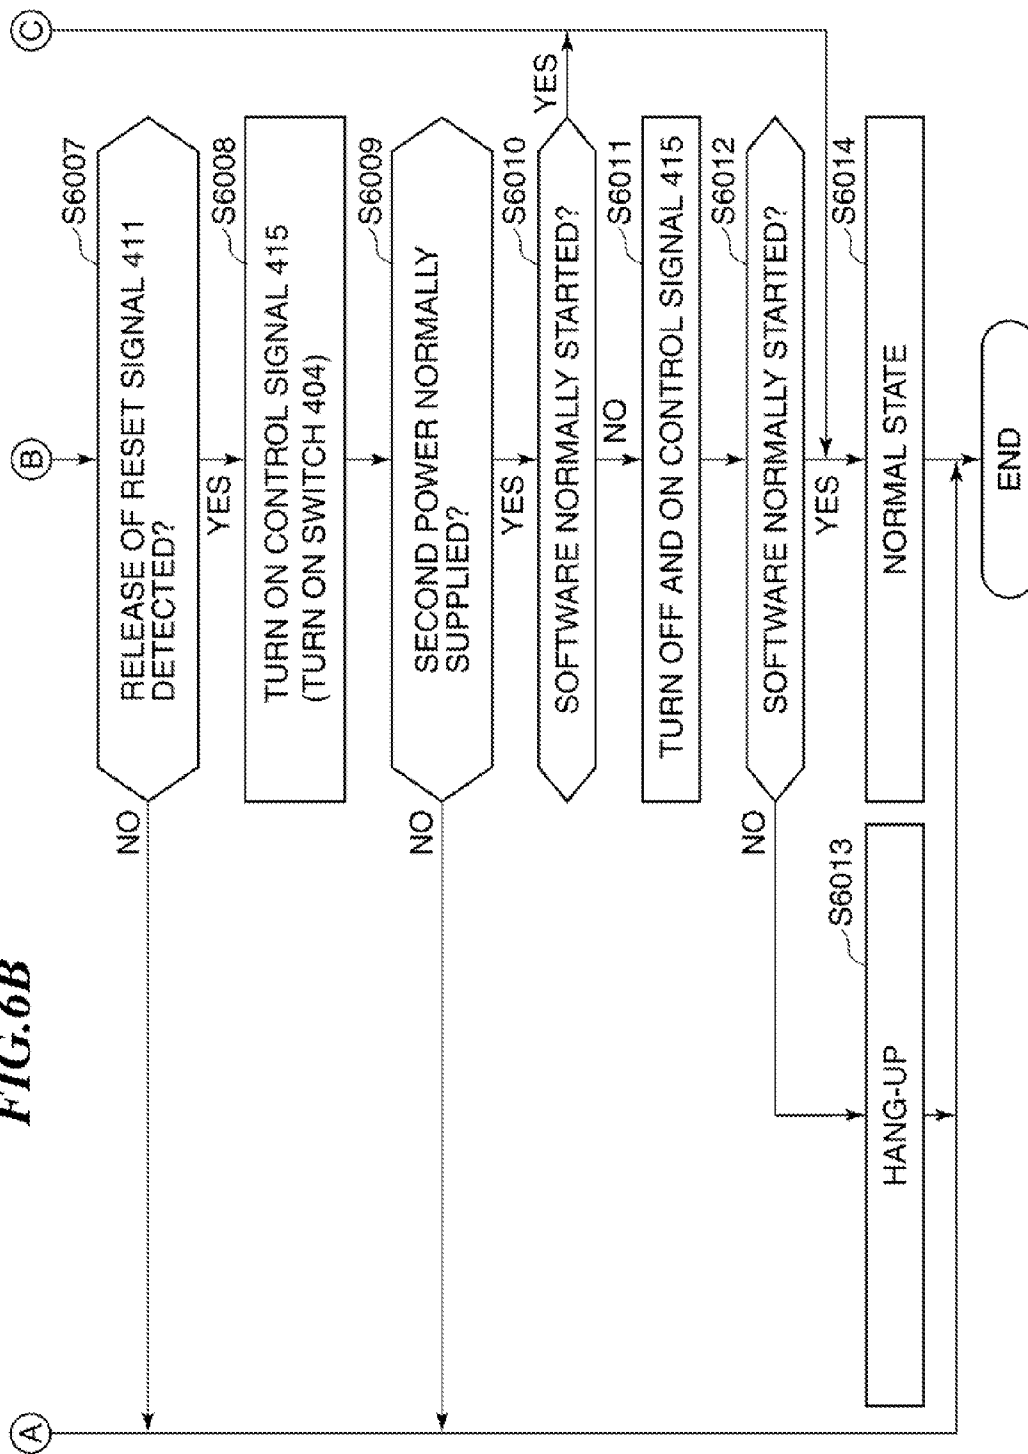 FIG.6B
A
B
C
S6007
RELEASE OF RESET SIGNAL 411
DETECTED?
NO
YES
S6008
TURN ON CONTROL SIGNAL 415
(TURN ON SWITCH 404)
S6009
SECOND POWER NORMALLY
SUPPLIED?
NO
YES
S6010
SOFTWARE NORMALLY STARTED?
YES
NO
S6011
TURN OFF AND ON CONTROL SIGNAL 415
S6012
SOFTWARE NORMALLY STARTED?
NO
YES
S6013
HANG-UP
S6014
NORMAL STATE
END